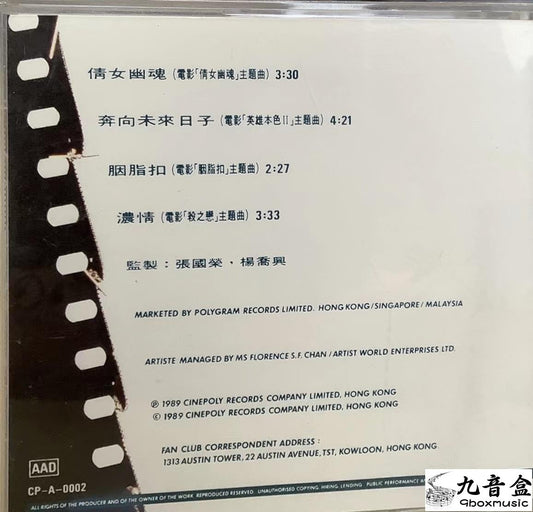 倩女幽魂(電影「倩女幽魂」主題曲) 3:30
奔向未來日子(電影「英雄本色II」主題曲) 4:21
胭脂扣(電影「胭脂扣」主題曲) 2:27
濃情(電影「殺之戀」主題曲) 3:33
監製：張國榮·楊喬興
MARKETED BY POLYGRAM RECORDS LIMITED. HONG KONG/SINGAPORE/MALAYSIA
ARTISTE MANAGED BY MS FLORENCE S.F. CHAN/ARTIST WORLD ENTERPRISES LTD.
℗ 1989 CINEPOLY RECORDS COMPANY LIMITED, HONG KONG
© 1989 CINEPOLY RECORDS COMPANY LIMITED, HONG KONG
FAN CLUB CORRESPONDENT ADDRESS :
1313 AUSTIN TOWER, 22 AUSTIN AVENUE, TST, KOWLOON, HONG KONG.
AAD
CP-A-0002
ALL RIGHTS OF THE PRODUCER AND OF THE OWNER OF THE WORK REPRODUCED RESERVED. UNAUTHORISED COPYING, HIRING, LENDING, PUBLIC PERFORMANCE AN
九音盒
9boxmusic